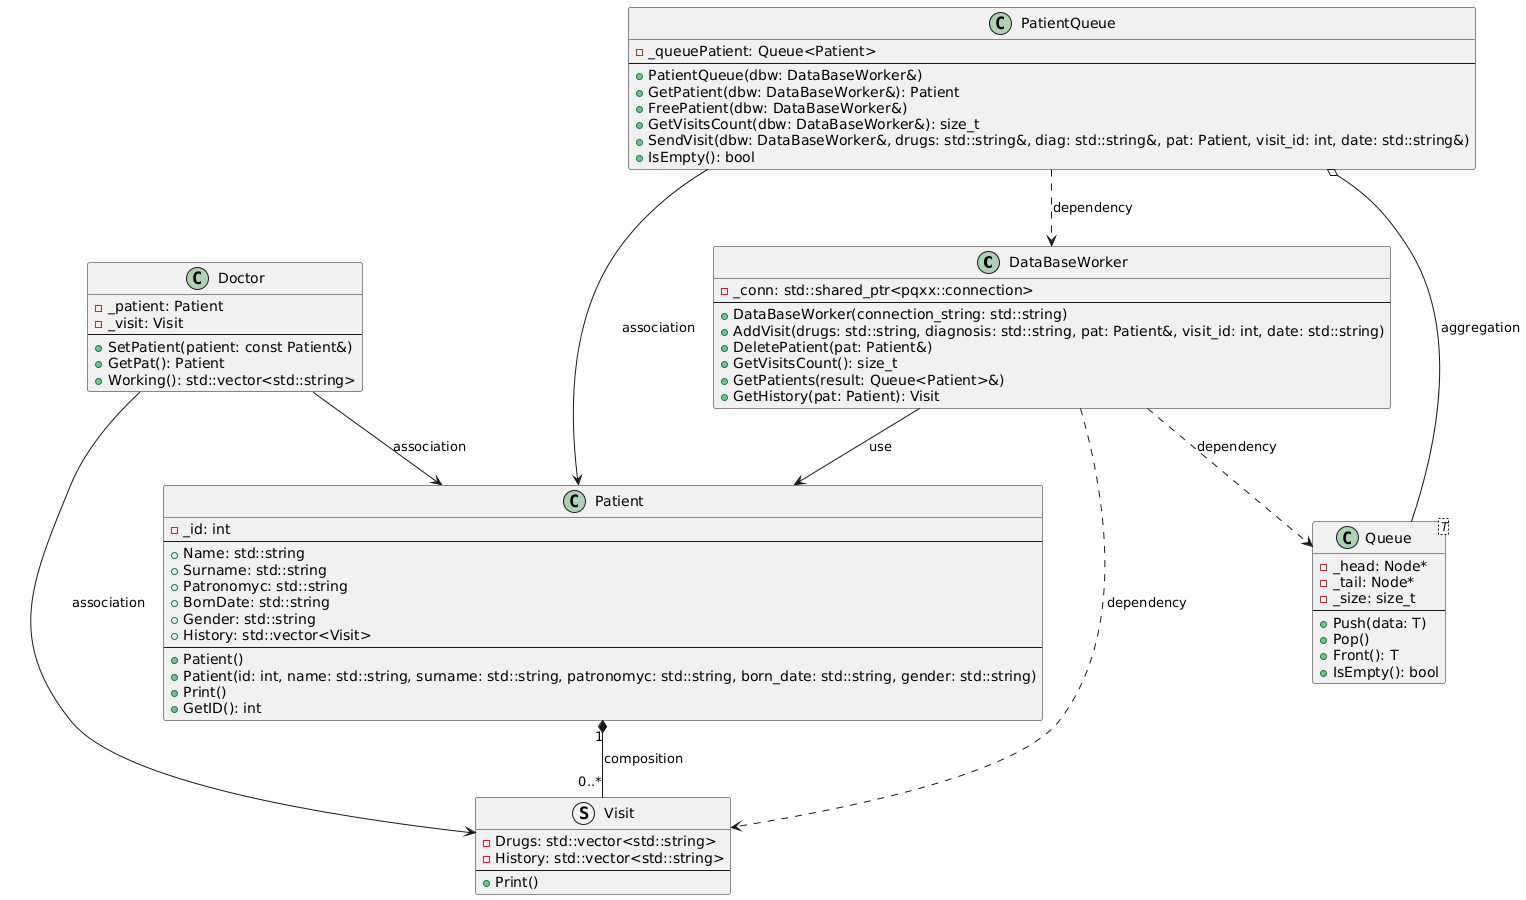 C PatientQueue
_queuePatient: Queue<Patient>
PatientQueue(dbw: DataBaseWorker&)
GetPatient(dbw: DataBaseWorker&): Patient
FreePatient(dbw: DataBaseWorker&)
GetVisitsCount(dbw: DataBaseWorker&): size_t
SendVisit(dbw: DataBaseWorker&, drugs: std::string&, diag: std::string&, pat: Patient, visit_id: int, date: std::string&)
IsEmpty(): bool
dependency
C Doctor
_patient: Patient
_visit: Visit
SetPatient(patient: const Patient&)
GetPat(): Patient
Working(): std::vector<std::string>
C DataBaseWorker
_conn: std::shared_ptr<pqxx::connection>
DataBaseWorker(connection_string: std::string)
AddVisit(drugs: std::string, diagnosis: std::string, pat: Patient&, visit_id: int, date: std::string)
DeletePatient(pat: Patient&)
GetVisitsCount(): size_t
GetPatients(result: Queue<Patient>&)
GetHistory(pat: Patient): Visit
association
aggregation
association
use
dependency
C Patient
_id: int
Name: std::string
Surname: std::string
Patronomyc: std::string
BornDate: std::string
Gender: std::string
History: std::vector<Visit>
Patient()
Patient(id: int, name: std::string, surname: std::string, patronomyc: std::string, born_date: std::string, gender: std::string)
Print()
GetID(): int
C Queue T
_head: Node*
_tail: Node*
_size: size_t
Push(data: T)
Pop()
Front(): T
IsEmpty(): bool
association
dependency
1
composition
0..*
S Visit
Drugs: std::vector<std::string>
History: std::vector<std::string>
Print()